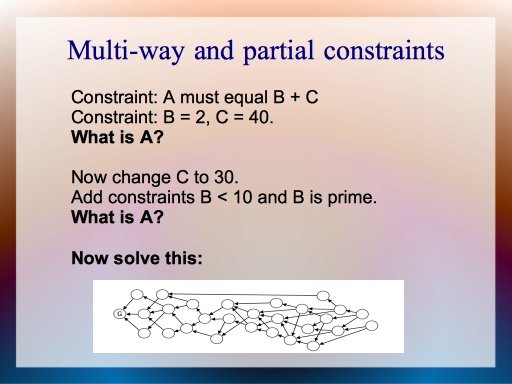 Multi-way and partial constraints
Constraint: A must equal B + C
Constraint: B = 2, C = 40.
What is A?
Now change C to 30.
Add constraints B < 10 and B is prime.
What is A?
Now solve this:
G